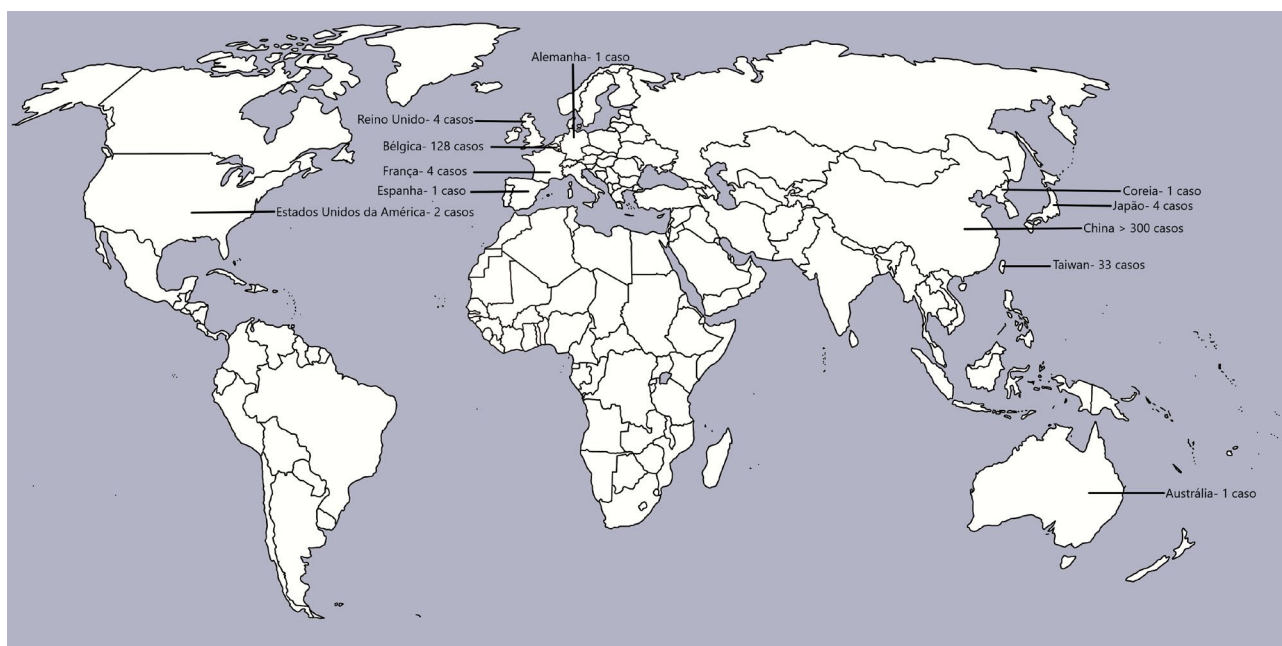 Alemanha- 1 caso
Reino Unido- 4 casos
Bélgica- 128 casos
França- 4 casos
Espanha- 1 caso
Estados Unidos da América- 2 casos
Coreia- 1 caso
Japão- 4 casos
China > 300 casos
Taiwan- 33 casos
Austrália- 1 caso